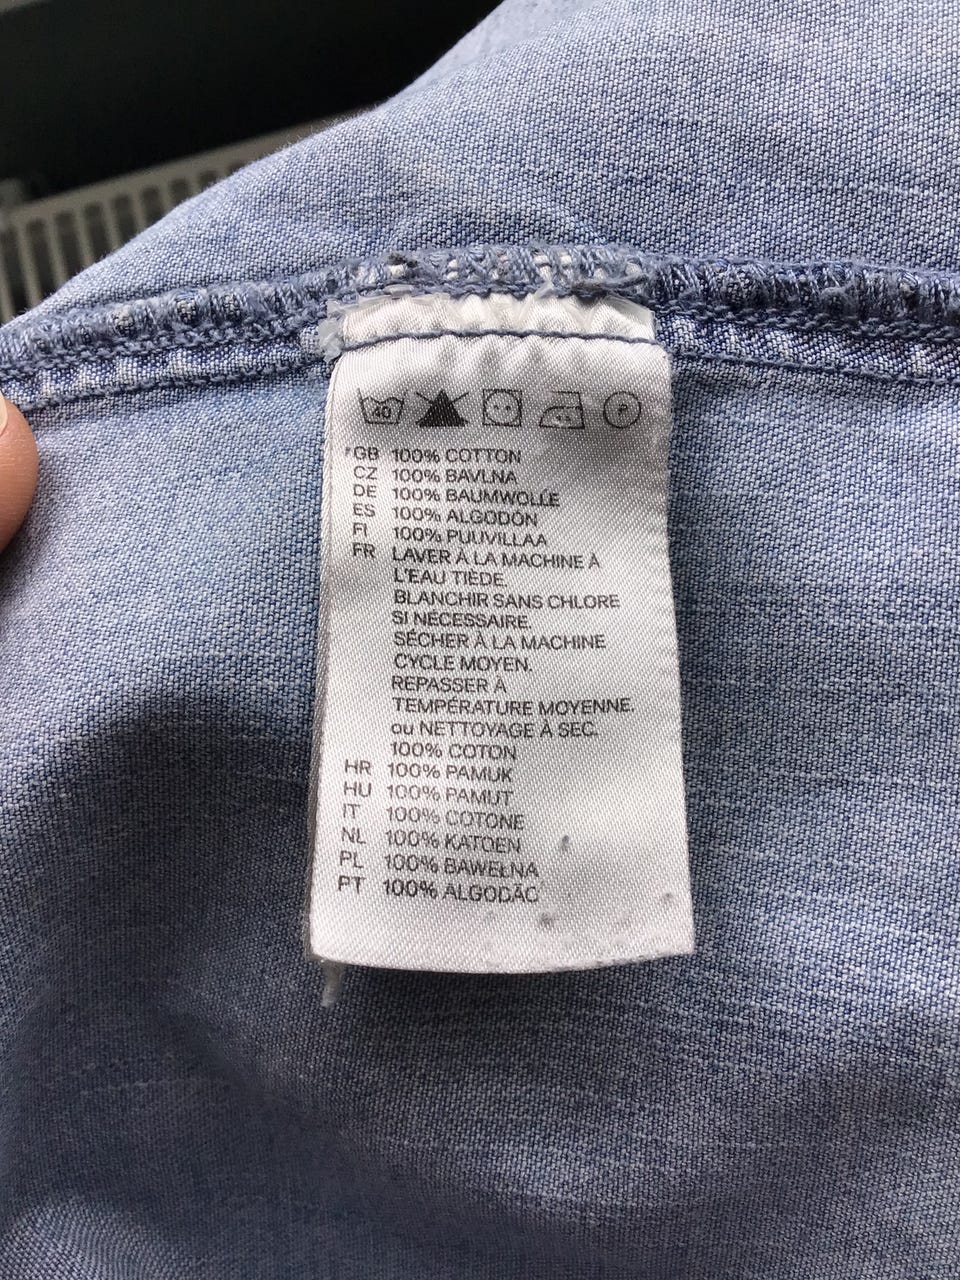 40 P
GB 100% COTTON
CZ 100% BAVLNA
DE 100% BAUMWOLLE
ES 100% ALGODÓN
FI 100% PUUVILLAA
FR LAVER À LA MACHINE À
L'EAU TIÈDE.
BLANCHIR SANS CHLORE
SI NÉCESSAIRE.
SÉCHER À LA MACHINE
CYCLE MOYEN.
REPASSER À
TEMPÉRATURE MOYENNE.
ou NETTOYAGE À SEC.
100% COTON
HR 100% PAMUK
HU 100% PAMUT
IT 100% COTONE
NL 100% KATOEN
PL 100% BAWEŁNA
PT 100% ALGODÃO